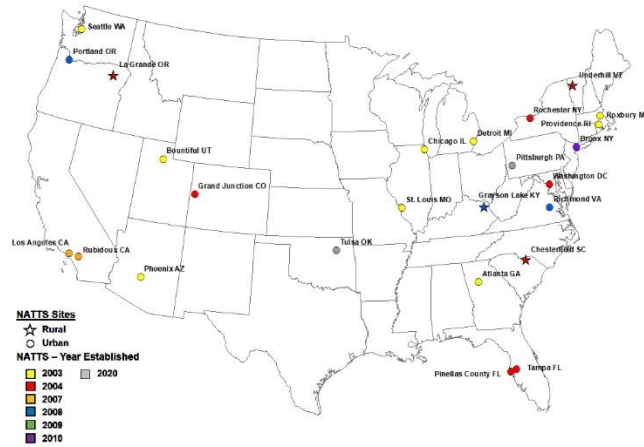 Seattle WA
Portland OR
La Grande OR
Underhill VT
Rochester NY
Roxbury M
Providence RI
Detroit MI
Chicago IL
Bronx NY
Bountiful UT
Pittsburgh PA
Washington DC
Grand Junction CO
St. Louis MO
Grayson Lake KY
Richmond VA
Los Angeles CA
Rubidoux CA
Tulsa OK
Chesterfield SC
Phoenix AZ
Atlanta GA
NATTS Sites
Rural
Urban
NATTS – Year Established
2003
2020
2004
2007
2008
2009
2010
Pinellas County FL
Tampa FL